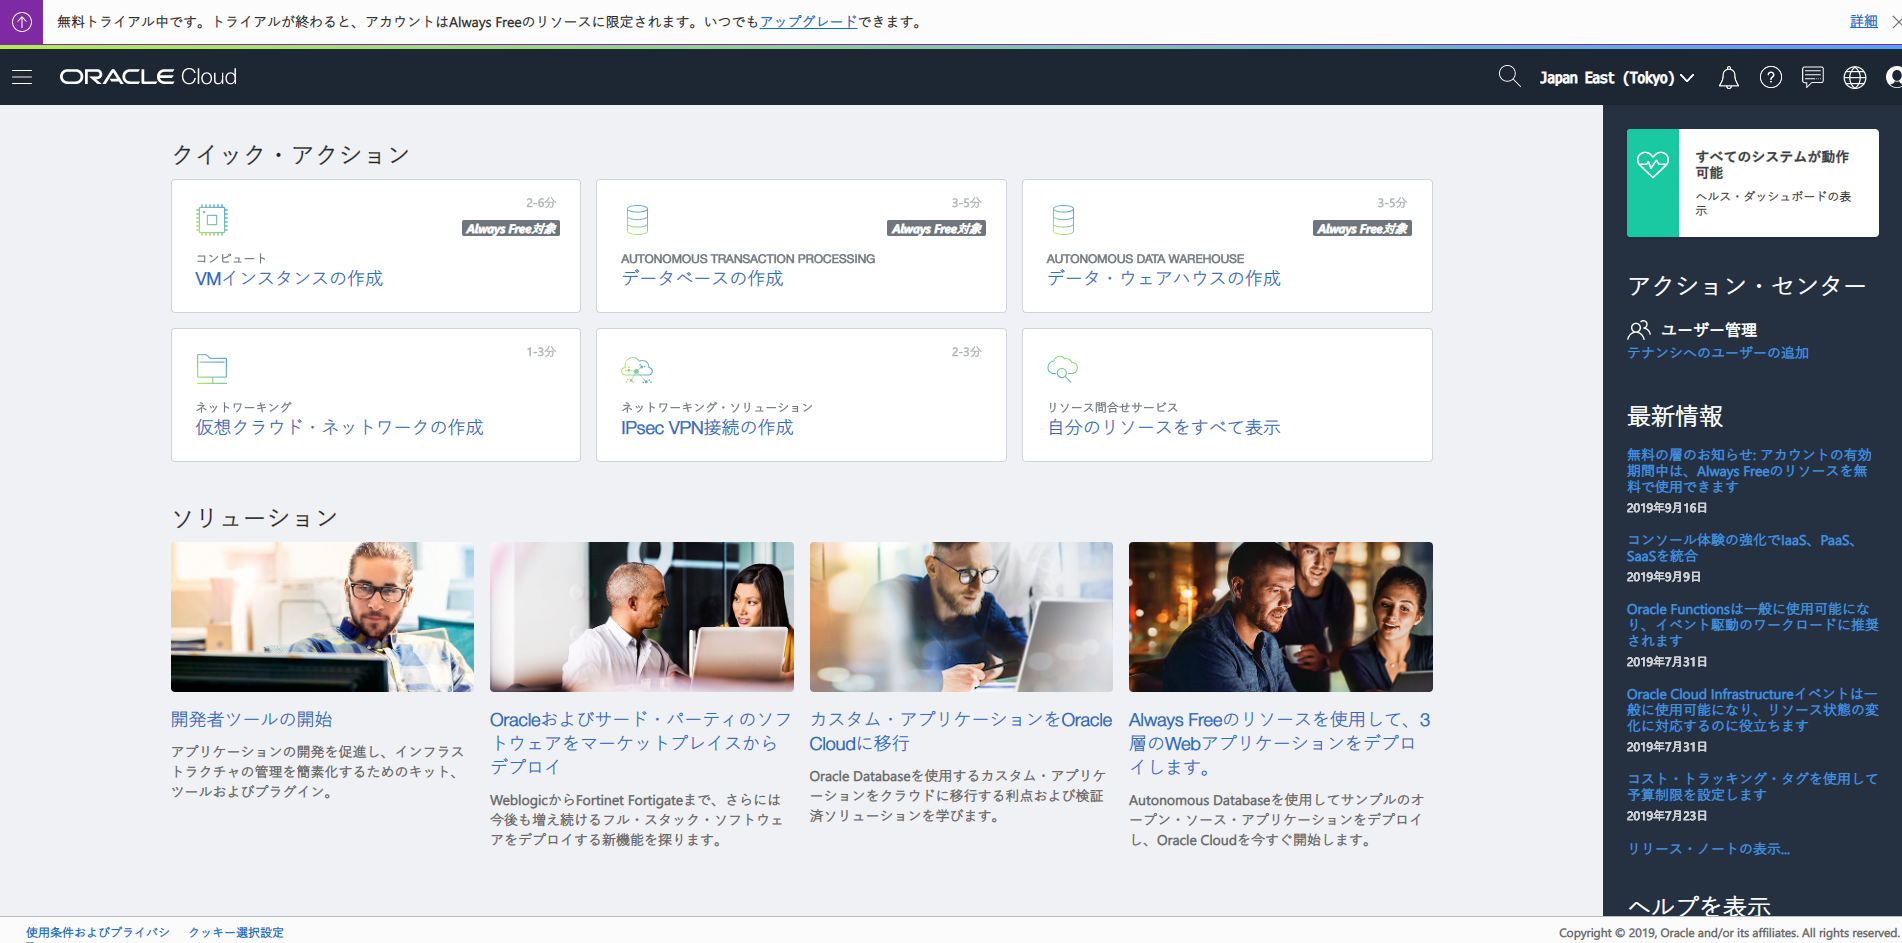 無料トライアル中です。トライアルが終わると、アカウントはAlways Freeのリソースに限定されます。いつでもアップグレードできます。
詳細
ORACLE Cloud
Japan East (Tokyo)
クイック・アクション
2-6分
Always Free対象
コンピュート
VMインスタンスの作成
3-5分
Always Free対象
AUTONOMOUS TRANSACTION PROCESSING
データベースの作成
3-5分
Always Free対象
AUTONOMOUS DATA WAREHOUSE
データ・ウェアハウスの作成
1-3分
ネットワーキング
仮想クラウド・ネットワークの作成
2-3分
ネットワーキング・ソリューション
IPsec VPN接続の作成
リソース問合せサービス
自分のリソースをすべて表示
ソリューション
開発者ツールの開始
アプリケーションの開発を促進し、インフラス
トラクチャの管理を簡素化するためのキット、
ツールおよびプラグイン。
Oracleおよびサード・パーティのソフ
トウェアをマーケットプレイスから
デプロイ
WeblogicからFortinet Fortigateまで、さらには
今後も増え続けるフル・スタック・ソフトウェ
アをデプロイする新機能を探ります。
カスタム・アプリケーションをOracle
Cloudに移行
Oracle Databaseを使用するカスタム・アプリケ
ーションをクラウドに移行する利点および検証
済ソリューションを学びます。
Always Freeのリソースを使用して、3
層のWebアプリケーションをデプロ
イします。
Autonomous Databaseを使用してサンプルのオ
ープン・ソース・アプリケーションをデプロイ
し、Oracle Cloudを今すぐ開始します。
すべてのシステムが動作
可能
ヘルス・ダッシュボードの表
示
アクション・センター
ユーザー管理
テナンシへのユーザーの追加
最新情報
無料の層のお知らせ: アカウントの有効
期間中は、Always Freeのリソースを無
料で使用できます
2019年9月16日
コンソール体験の強化でIaaS、PaaS、
SaaSを統合
2019年9月9日
Oracle Functionsは一般に使用可能にな
り、イベント駆動のワークロードに推奨
されます
2019年7月31日
Oracle Cloud Infrastructureイベントは一
般に使用可能になり、リソース状態の変
化に対応するのに役立ちます
2019年7月31日
コスト・トラッキング・タグを使用して
予算制限を設定します
2019年7月23日
リリース・ノートの表示...
ヘルプを表示
使用条件およびプライバシ
クッキー選択設定
Copyright © 2019, Oracle and/or its affiliates. All rights reserved.